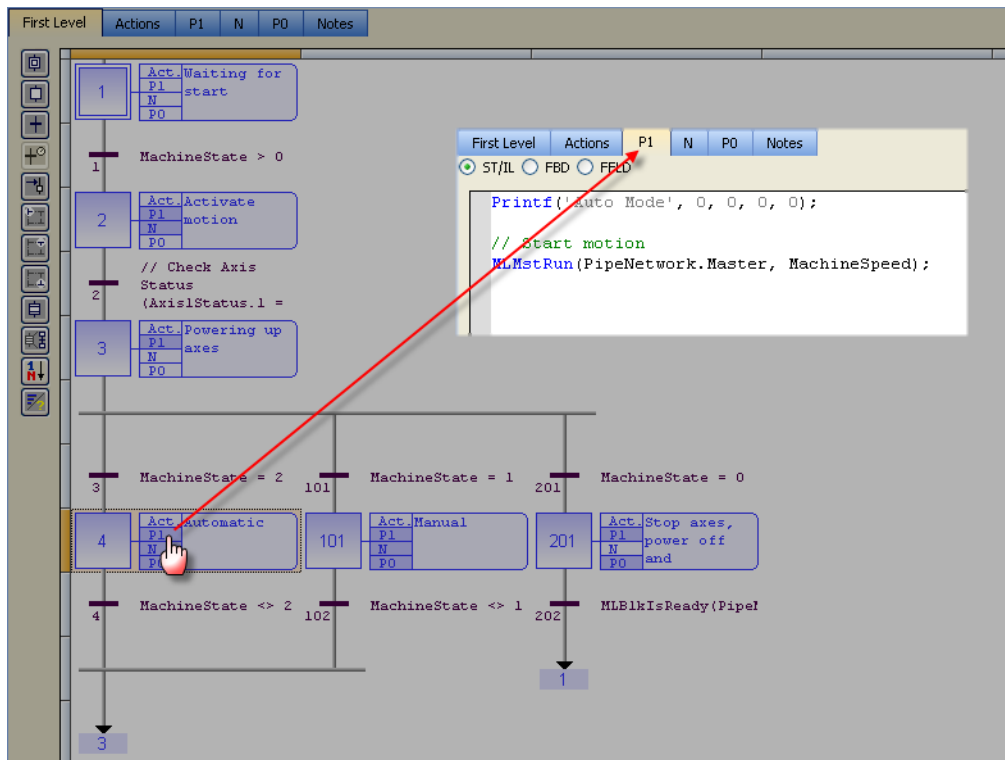 First Level Actions P1 N P0 Notes
1
Act. Waiting for
P1 start
N
P0
1 MachineState > 0
First Level Actions P1 N P0 Notes
ST/IL FBD FFLD
Printf('Auto Mode', 0, 0, 0, 0);
// Start motion
MLMstRun(PipeNetwork.Master, MachineSpeed);
2
Act. Activate
P1 motion
N
P0
// Check Axis
Status
2 (Axis1Status.1 =
3
Act. Powering up
P1 axes
N
P0
3 MachineState = 2 101 MachineState = 1 201 MachineState = 0
4
Act. Automatic
P1
N
P0
101
Act. Manual
P1
N
P0
201
Act. Stop axes,
P1 power off
N and
P0
4 MachineState <> 2 102 MachineState <> 1 202 MLBlkIsReady(Pipe
1
3